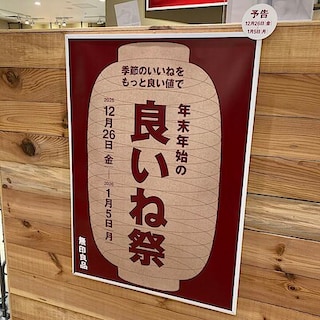 予告
12月26日 金
1月5日 月
季節のいいねを
もっと良い値で
年末年始の
良いね祭
2025
12月26日 金
2026
1月5日 月
無印良品